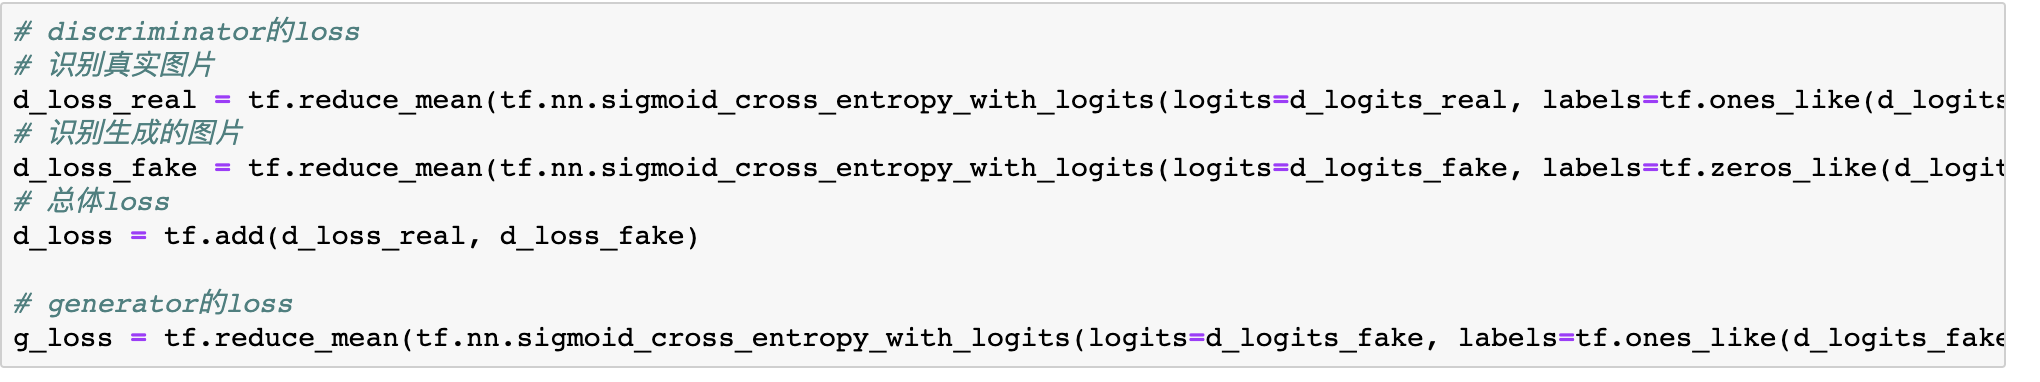 # discriminator的loss
# 识别真实图片
d_loss_real = tf.reduce_mean(tf.nn.sigmoid_cross_entropy_with_logits(logits=d_logits_real, labels=tf.ones_like(d_logits
# 识别生成的图片
d_loss_fake = tf.reduce_mean(tf.nn.sigmoid_cross_entropy_with_logits(logits=d_logits_fake, labels=tf.zeros_like(d_logit
# 总体loss
d_loss = tf.add(d_loss_real, d_loss_fake)
# generator的loss
g_loss = tf.reduce_mean(tf.nn.sigmoid_cross_entropy_with_logits(logits=d_logits_fake, labels=tf.ones_like(d_logits_fake